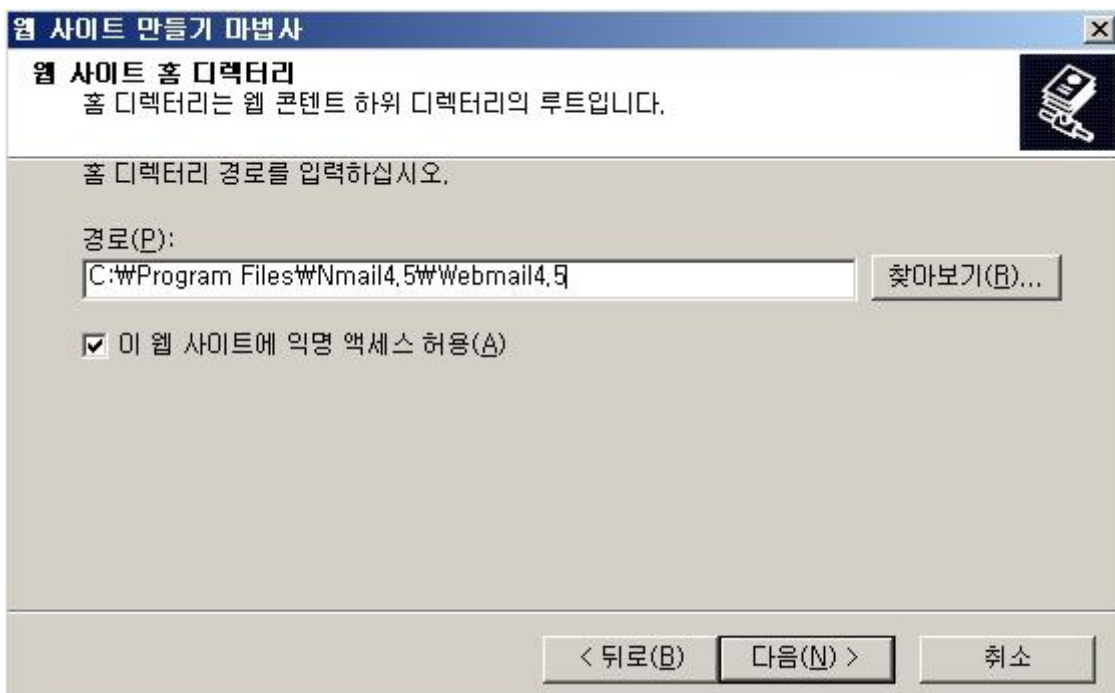 웹 사이트 만들기 마법사
웹 사이트 홈 디렉터리
홈 디렉터리는 웹 콘텐트 하위 디렉터리의 루트입니다.
홈 디렉터리 경로를 입력하십시오.
경로(P):
C:₩Program Files₩Nmail4.5₩Webmail4.5
찾아보기(R)...
이 웹 사이트에 익명 액세스 허용(A)
< 뒤로(B) 다음(N) > 취소